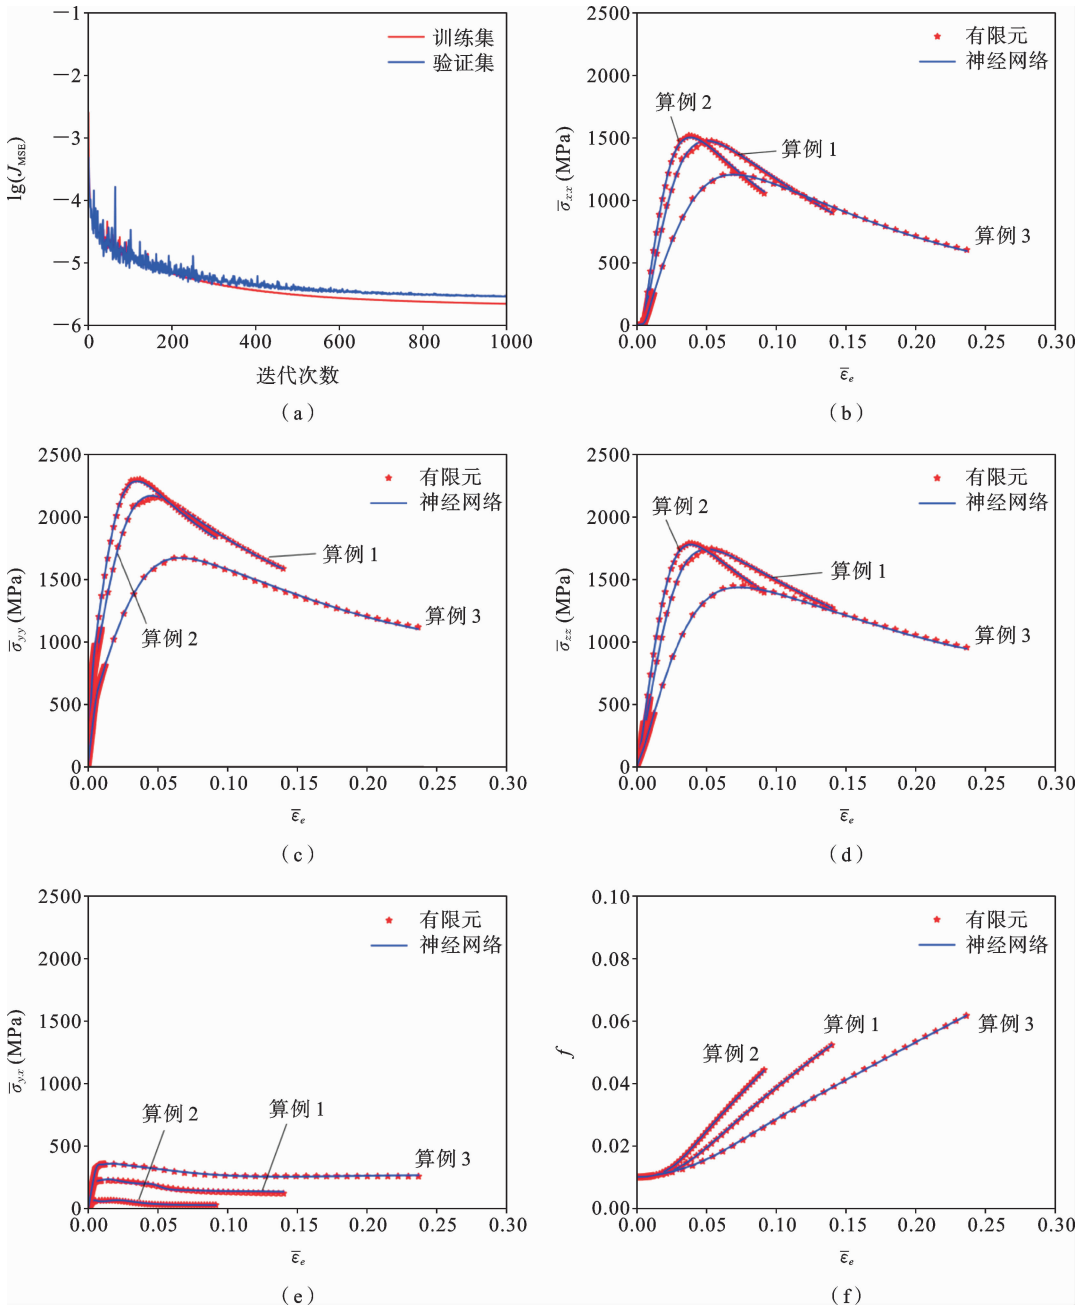 −1
−2
−3
−4
−5
−6
lg(J_MSE)
训练集
验证集
0
200
400
600
800
1000
迭代次数
(a)
2500
2000
1500
1000
500
0
σ̅_xx (MPa)
有限元
神经网络
算例 2
算例 1
算例 3
0.00
0.05
0.10
0.15
0.20
0.25
0.30
ε̅_e
(b)
2500
2000
1500
1000
500
0
σ̅_yy (MPa)
有限元
神经网络
算例 1
算例 3
算例 2
0.00
0.05
0.10
0.15
0.20
0.25
0.30
ε̅_e
(c)
2500
2000
1500
1000
500
0
σ̅_zz (MPa)
有限元
神经网络
算例 2
算例 1
算例 3
0.00
0.05
0.10
0.15
0.20
0.25
0.30
ε̅_e
(d)
2500
2000
1500
1000
500
0
σ̅_yx (MPa)
有限元
神经网络
算例 2
算例 1
算例 3
0.00
0.05
0.10
0.15
0.20
0.25
0.30
ε̅_e
(e)
0.10
0.08
0.06
0.04
0.02
0.00
f
有限元
神经网络
算例 1
算例 3
算例 2
0.00
0.05
0.10
0.15
0.20
0.25
0.30
ε̅_e
(f)